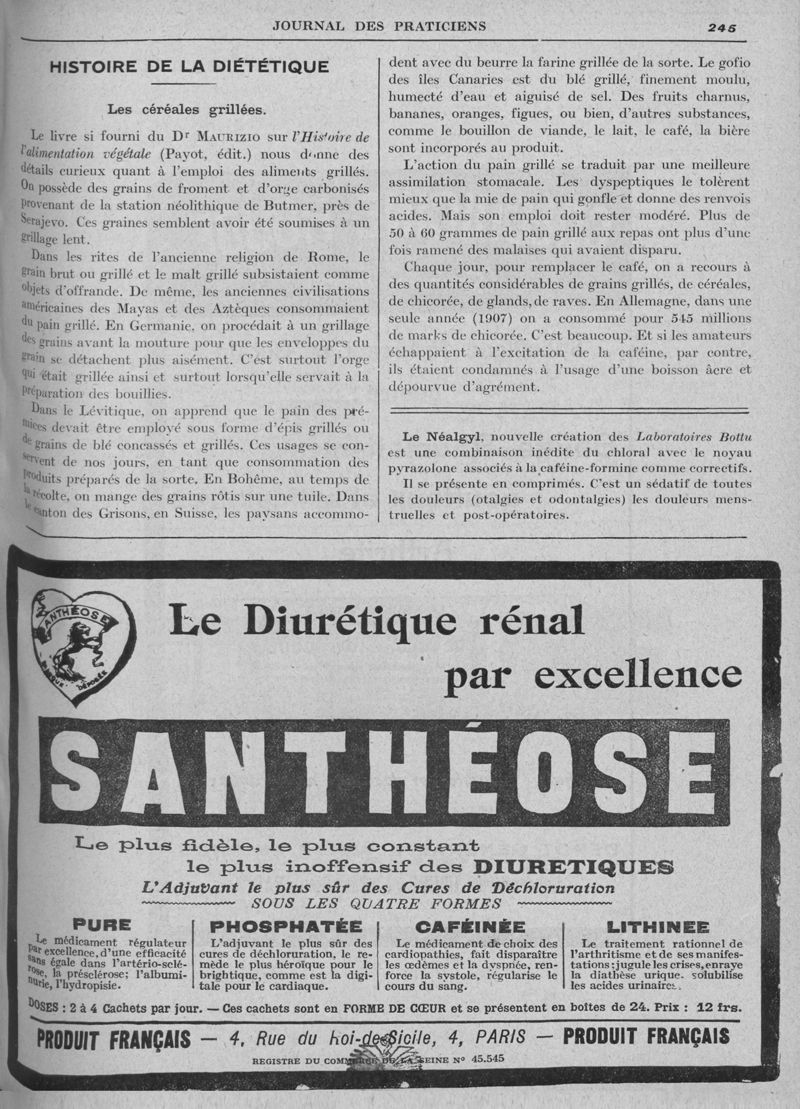 JOURNAL DES PRATICIENS 245
HISTOIRE DE LA DIÉTÉTIQUE
Les céréales grillées.
Le livre si fourni du Dr MAURIZIO sur l'Histoire de
l'alimentation végétale (Payot, édit.) nous donne des
détails curieux quant à l'emploi des aliments grillés.
On possède des grains de froment et d'orge carbonisés
provenant de la station néolithique de Butmer, près de
Serajevo. Ces graines semblent avoir été soumises à un
grillage lent.
Dans les rites de l'ancienne religion de Rome, le
grain brut ou grillé et le malt grillé subsistaient comme
objets d'offrande. De même, les anciennes civilisations
américaines des Mayas et des Aztèques consommaient
du pain grillé. En Germanie, on procédait à un grillage
des grains avant la mouture pour que les enveloppes du
grain se détachent plus aisément. C'est surtout l'orge
qui était grillée ainsi et surtout lorsqu'elle servait à la
préparation des bouillies.
Dans le Lévitique, on apprend que le pain des pré-
mices devait être employé sous forme d'épis grillés ou
de grains de blé concassés et grillés. Ces usages se con-
servent de nos jours, en tant que consommation des
produits préparés de la sorte. En Bohême, au temps de
la récolte, on mange des grains rôtis sur une tuile. Dans
le canton des Grisons, en Suisse, les paysans accommo-
dent avec du beurre la farine grillée de la sorte. Le gofio
des îles Canaries est du blé grillé, finement moulu,
humecté d'eau et aiguisé de sel. Des fruits charnus,
bananes, oranges, figues, ou bien, d'autres substances,
comme le bouillon de viande, le lait, le café, la bière
sont incorporés au produit.
L'action du pain grillé se traduit par une meilleure
assimilation stomacale. Les dyspeptiques le tolèrent
mieux que la mie de pain qui gonfle et donne des renvois
acides. Mais son emploi doit rester modéré. Plus de
50 à 60 grammes de pain grillé aux repas ont plus d'une
fois ramené des malaises qui avaient disparu.
Chaque jour, pour remplacer le café, on a recours à
des quantités considérables de grains grillés, de céréales,
de chicorée, de glands, de raves. En Allemagne, dans une
seule année (1907) on a consommé pour 545 millions
de marks de chicorée. C'est beaucoup. Et si les amateurs
échappaient à l'excitation de la caféine, par contre,
ils étaient condamnés à l'usage d'une boisson âcre et
dépourvue d'agrément.
Le Néalgyl, nouvelle création des Laboratoires Bottu
est une combinaison inédite du chloral avec le noyau
pyrazolone associés à la caféine-formine comme correctifs.
Il se présente en comprimés. C'est un sédatif de toutes
les douleurs (otalgies et odontalgies) les douleurs mens-
truelles et post-opératoires.
SANTHÉOSE
MARQUE DÉPOSÉE
Le Diurétique rénal
par excellence
SANTHÉOSE
Le plus fidèle, le plus constant
le plus inoffensif des DIURETIQUES
L'Adjuvant le plus sûr des Cures de Déchloruration
SOUS LES QUATRE FORMES
PURE
Le médicament régulateur
par excellence, d'une efficacité
sans égale dans l'artério-sclé-
rose, la présclérose; l'albumi-
nurie, l'hydropisie.
PHOSPHATÉE
L'adjuvant le plus sûr des
cures de déchloruration, le re-
mède le plus héroïque pour le
brightique, comme est la digi-
tale pour le cardiaque.
CAFÉINÉE
Le médicament de choix des
cardiopathies, fait disparaître
les œdèmes et la dyspnée, ren-
force la systole, régularise le
cours du sang.
LITHINEE
Le traitement rationnel de
l'arthritisme et de ses manifes-
tations; jugule les crises, enraye
la diathèse urique. solubilise
les acides urinaires.
DOSES : 2 à 4 Cachets par jour. — Ces cachets sont en FORME DE CŒUR et se présentent en boîtes de 24. Prix : 12 frs.
PRODUIT FRANÇAIS — 4, Rue du Roi-de-Sicile, 4, PARIS — PRODUIT FRANÇAIS
REGISTRE DU COMMERCE DE LA SEINE N° 45.545